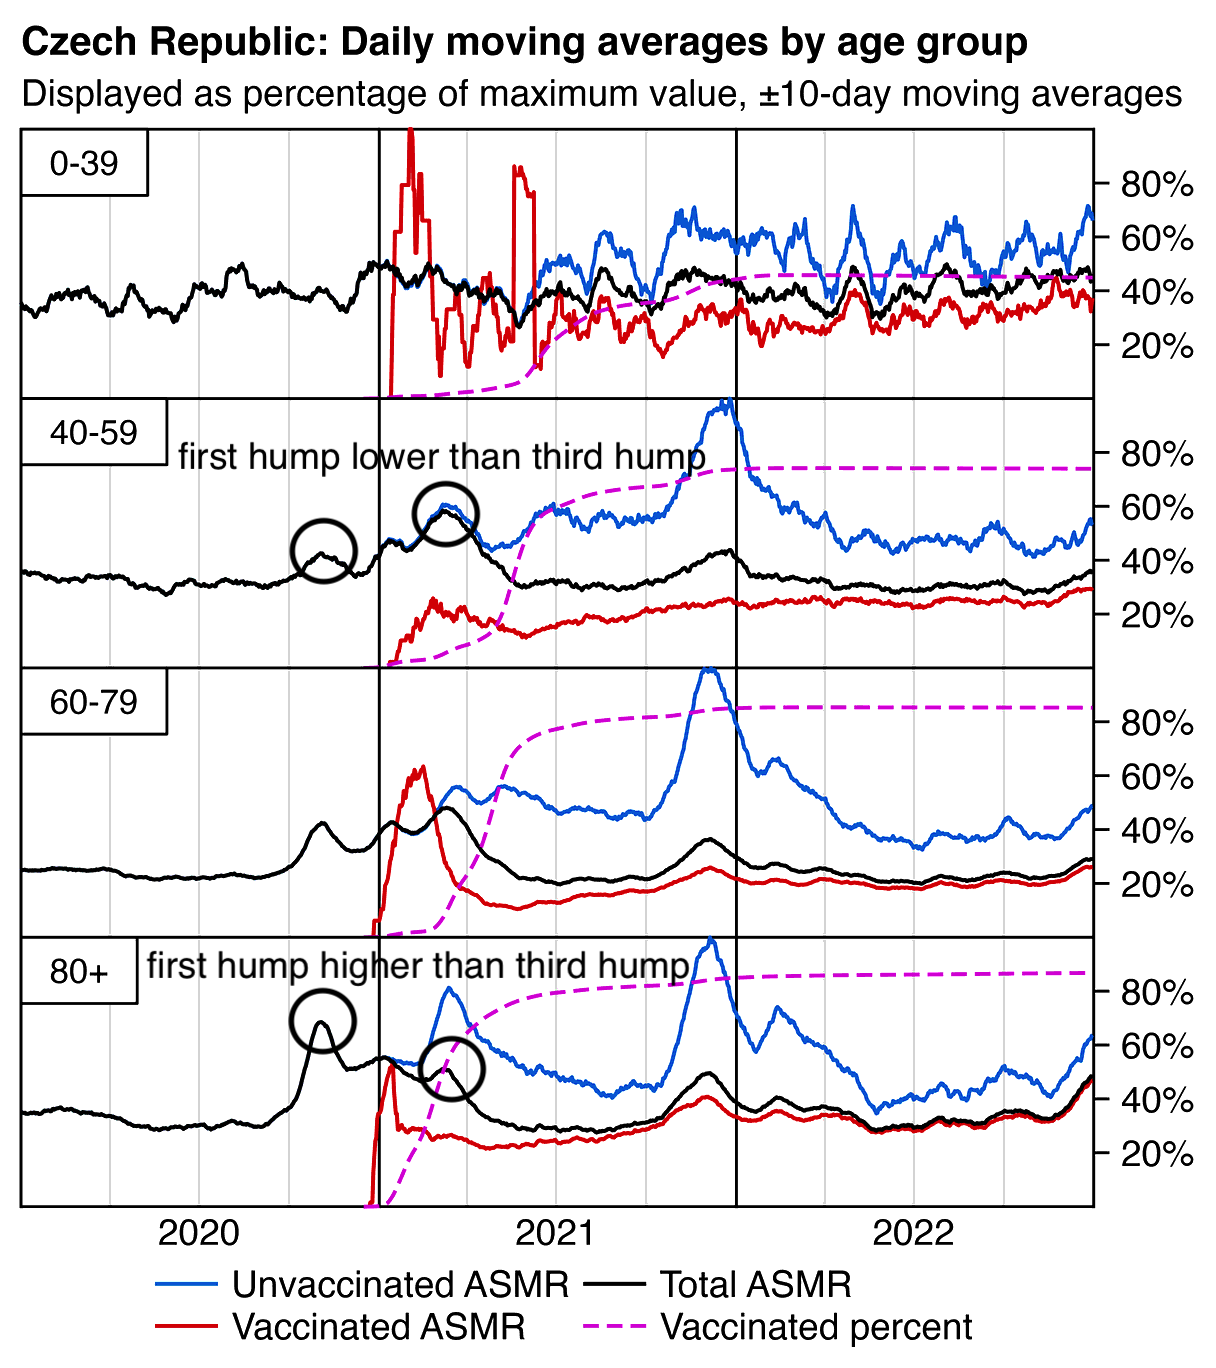 Czech Republic: Daily moving averages by age group
Displayed as percentage of maximum value, ±10-day moving averages
0-39
80%
60%
40%
20%
40-59
first hump lower than third hump
80%
60%
40%
20%
60-79
80%
60%
40%
20%
80+
first hump higher than third hump
80%
60%
40%
20%
2020 2021 2022
Unvaccinated ASMR Total ASMR
Vaccinated ASMR Vaccinated percent